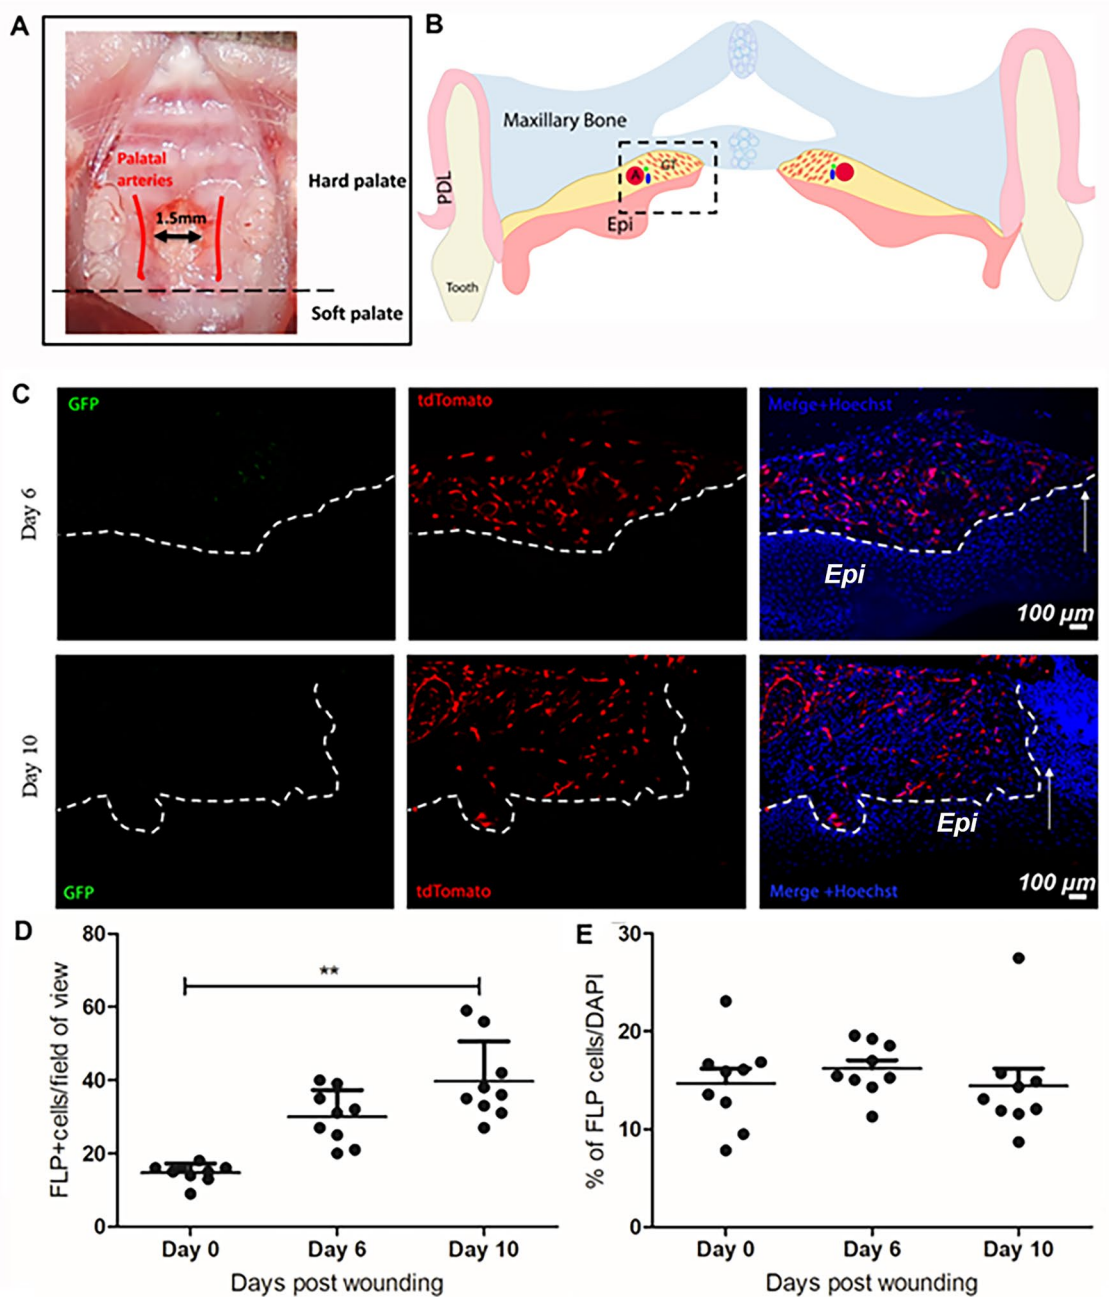 A
Palatal
arteries
1.5mm
Hard palate
Soft palate
B
Maxillary Bone
PDL
A
GT
Epi
Tooth
C
GFP
tdTomato
Merge+Hoechst
Day 6
Epi
100 µm
Day 10
GFP
tdTomato
Epi
Merge +Hoechst
100 µm
D
FLP+cells/field of view
80
60
40
20
0
**
Day 0
Day 6
Day 10
Days post wounding
E
% of FLP cells/DAPI
30
20
10
0
Day 0
Day 6
Day 10
Days post wounding